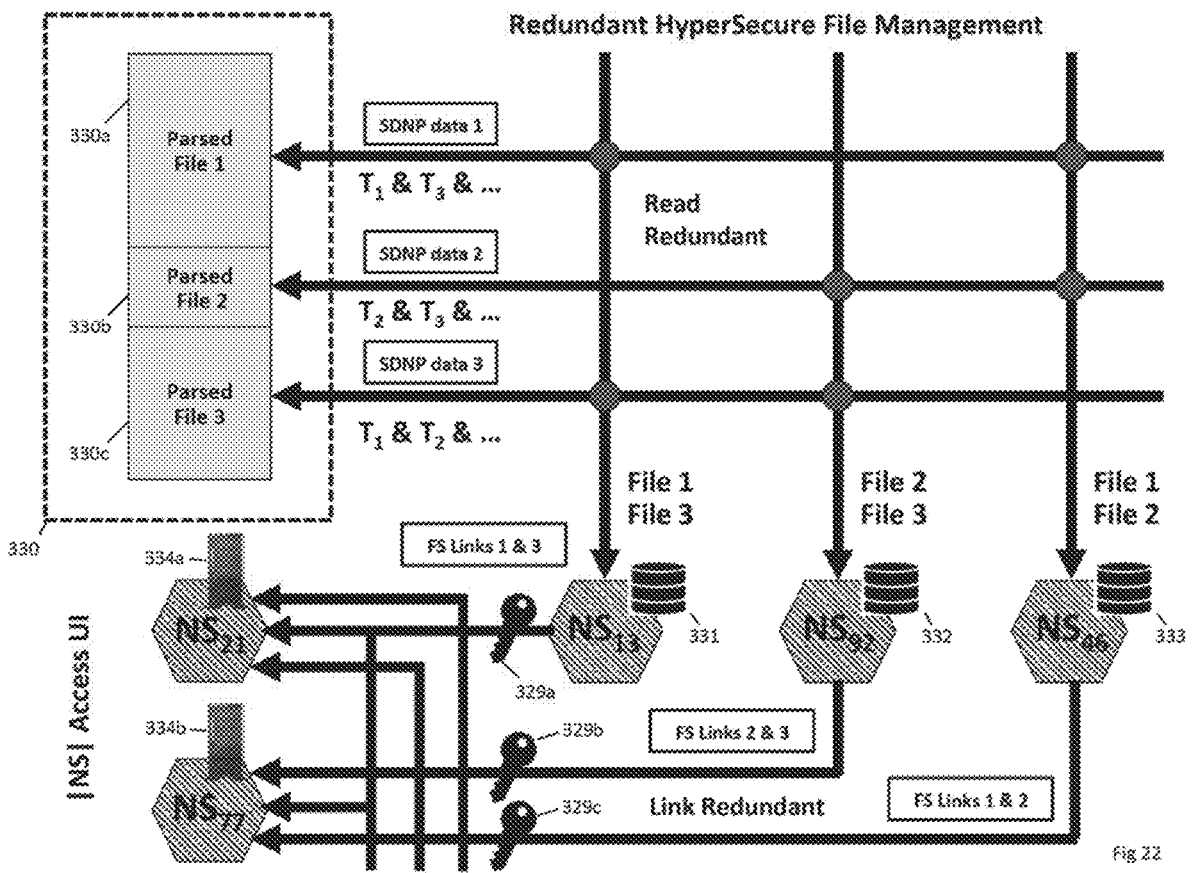 Redundant HyperSecure File Management
330a
Parsed
File 1
SDNP data 1
T₁ & T₃ & ...
Read
Redundant
SDNP data 2
Parsed
File 2
330b
T₂ & T₃ & ...
SDNP data 3
Parsed
File 3
330c
T₁ & T₂ & ...
File 1
File 3
File 2
File 3
File 1
File 2
330
334a
FS Links 1 & 3
NS₂₁
NS₁₃
331
NS₉₂
332
NS₄₆
333
329a
|NS| Access UI
334b
329b
FS Links 2 & 3
NS₇₇
329c
Link Redundant
FS Links 1 & 2
Fig 22